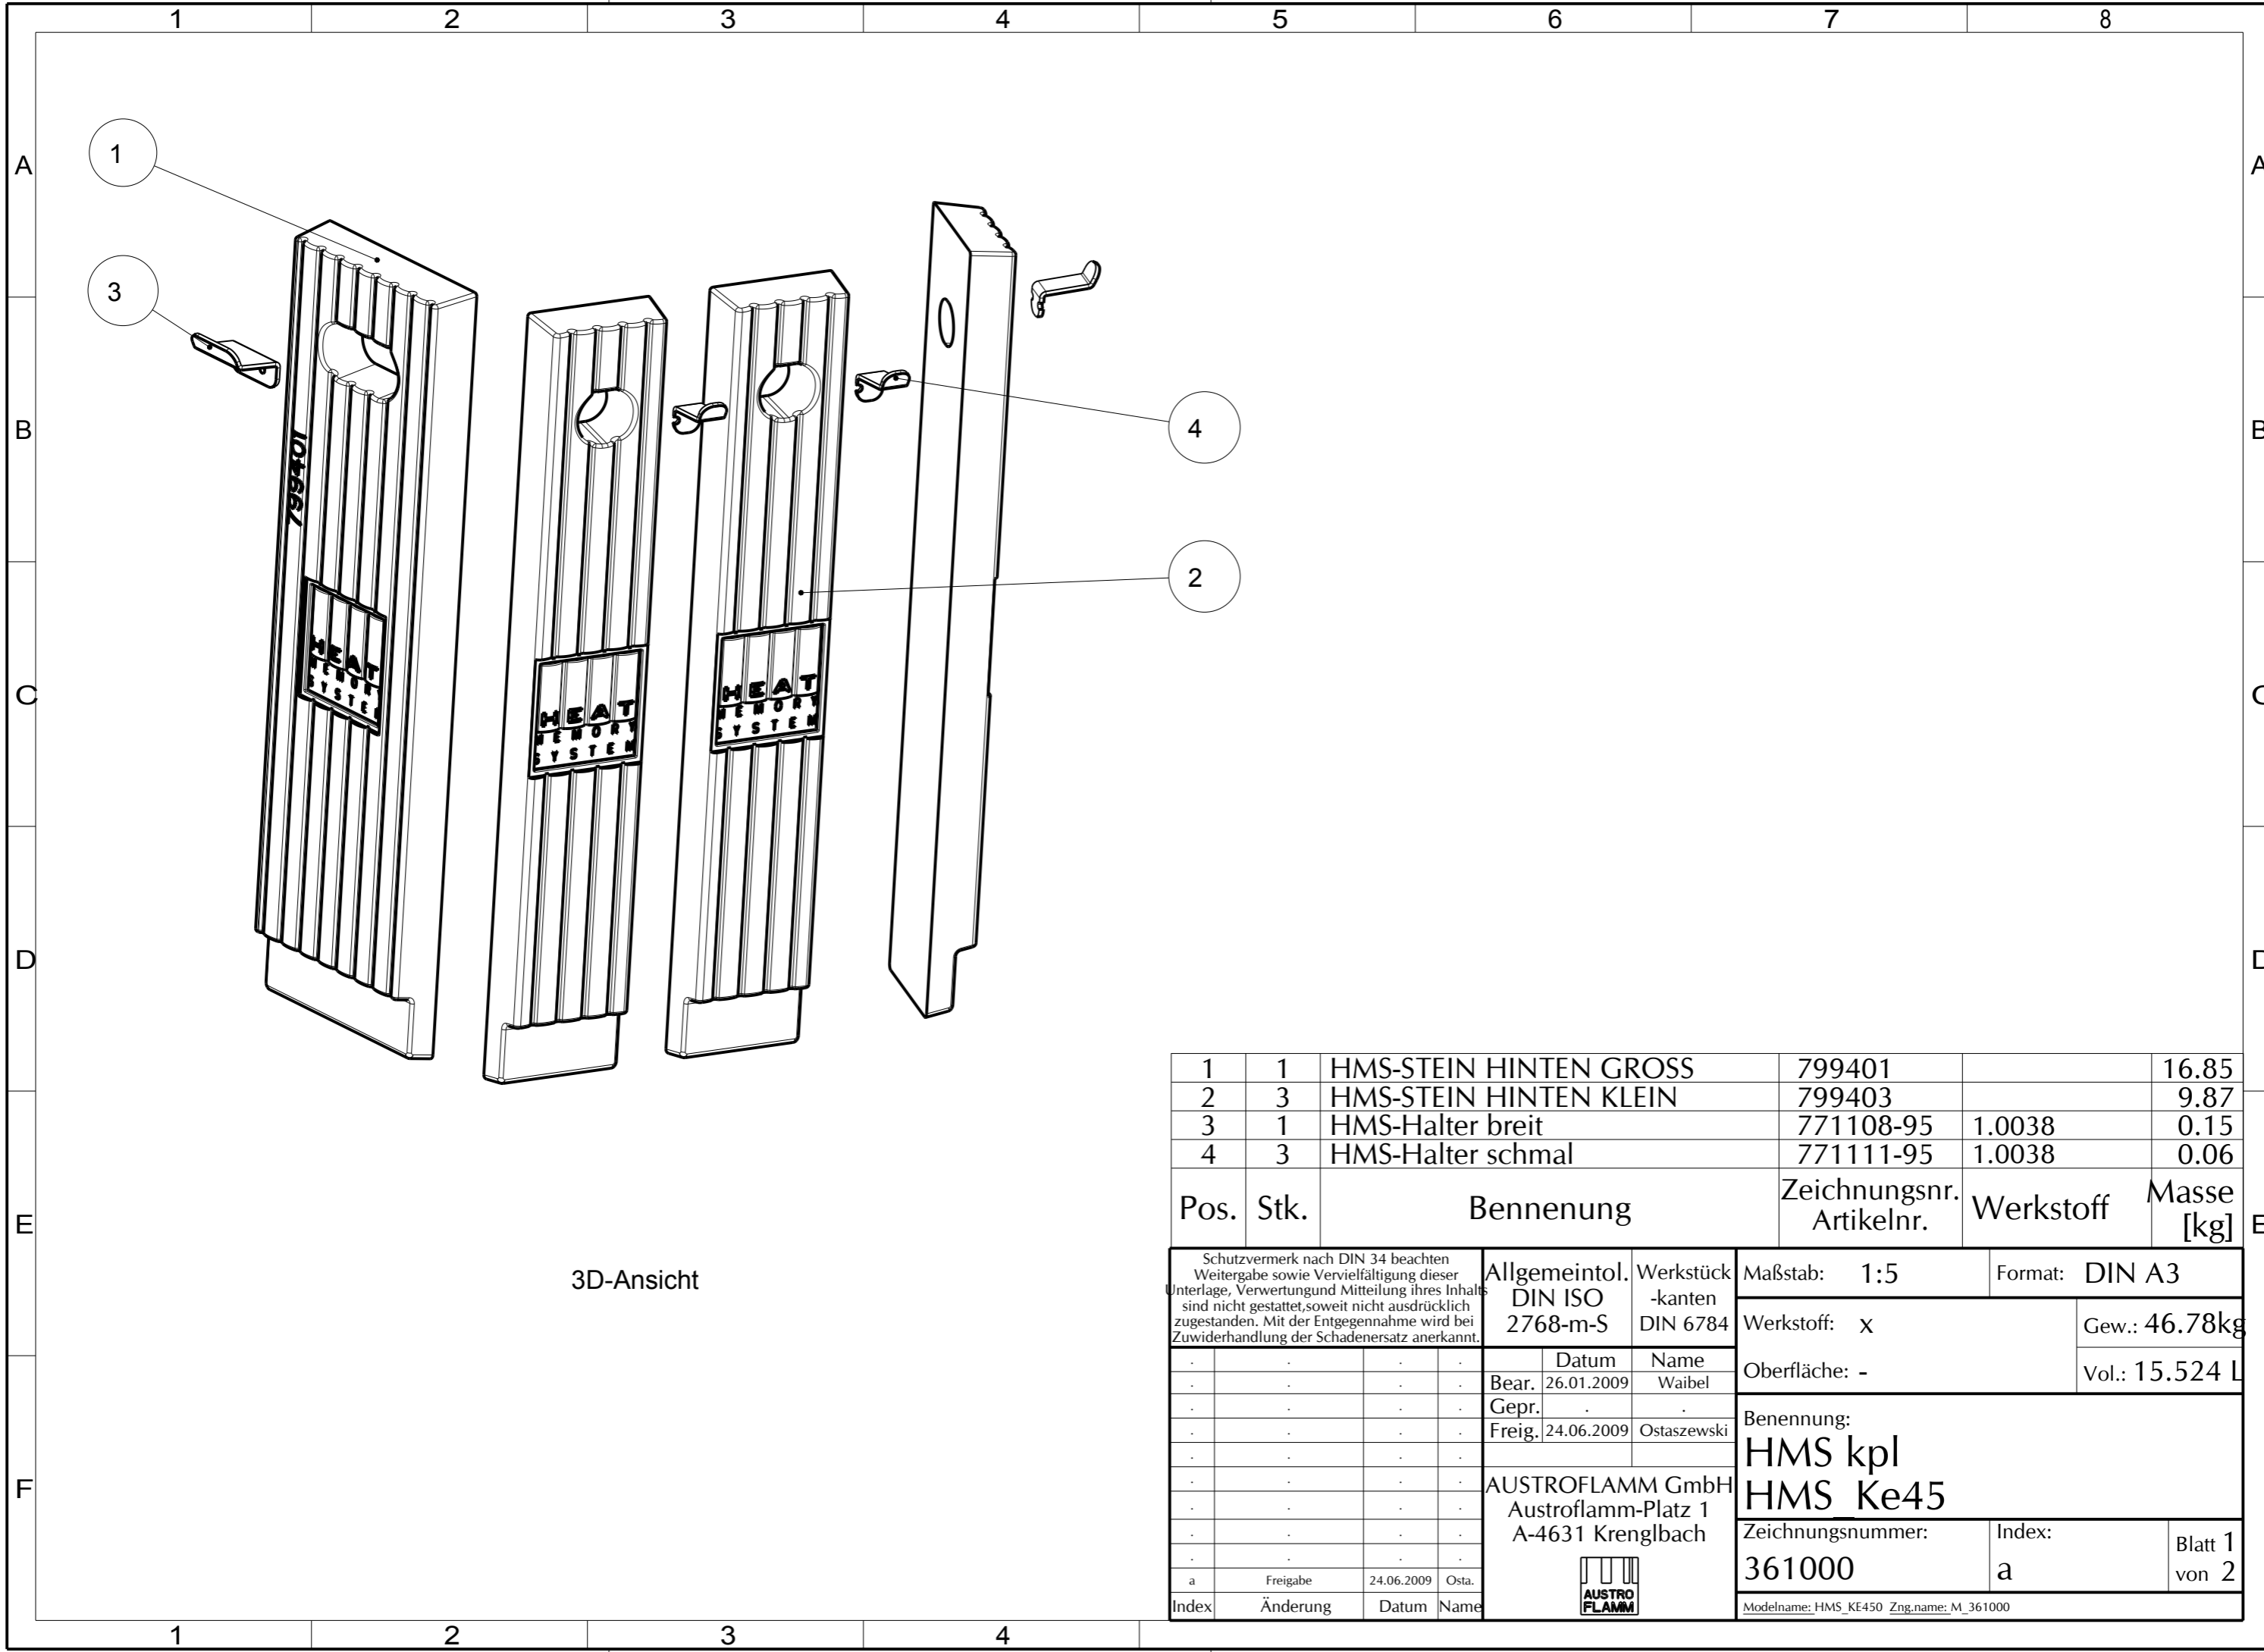 1 2 3 4 5 6 7 8
A A
1
3
B B
799401
4
2
C C
HEAT
MEMORY
SYSTEM
HEAT
MEMORY
SYSTEM
HEAT
MEMORY
SYSTEM
D D
3D-Ansicht
1 1 HMS-STEIN HINTEN GROSS 799401 16.85
2 3 HMS-STEIN HINTEN KLEIN 799403 9.87
3 1 HMS-Halter breit 771108-95 1.0038 0.15
4 3 HMS-Halter schmal 771111-95 1.0038 0.06
Pos. Stk. Bennenung Zeichnungsnr. Artikelnr. Werkstoff Masse [kg]
E E
Schutzvermerk nach DIN 34 beachten
Weitergabe sowie Vervielfältigung dieser
Unterlage, Verwertungund Mitteilung ihres Inhalts
sind nicht gestattet,soweit nicht ausdrücklich
zugestanden. Mit der Entgegennahme wird bei
Zuwiderhandlung der Schadenersatz anerkannt.
Allgemeintol.
DIN ISO
2768-m-S
Werkstück
-kanten
DIN 6784
Maßstab: 1:5
Format: DIN A3
Werkstoff: x
Gew.: 46.78kg
Oberfläche: -
Vol.: 15.524 L
Datum Name
Bear. 26.01.2009 Waibel
Gepr. . .
Freig. 24.06.2009 Ostaszewski
Benennung:
HMS kpl
HMS_Ke45
F
AUSTROFLAMM GmbH
Austroflamm-Platz 1
A-4631 Krenglbach
AUSTRO
FLAMM
Zeichnungsnummer:
361000
Index:
a
Blatt 1
von 2
a Freigabe 24.06.2009 Osta.
Index Änderung Datum Name
Modelname: HMS_KE450 Zng.name: M_361000
1 2 3 4